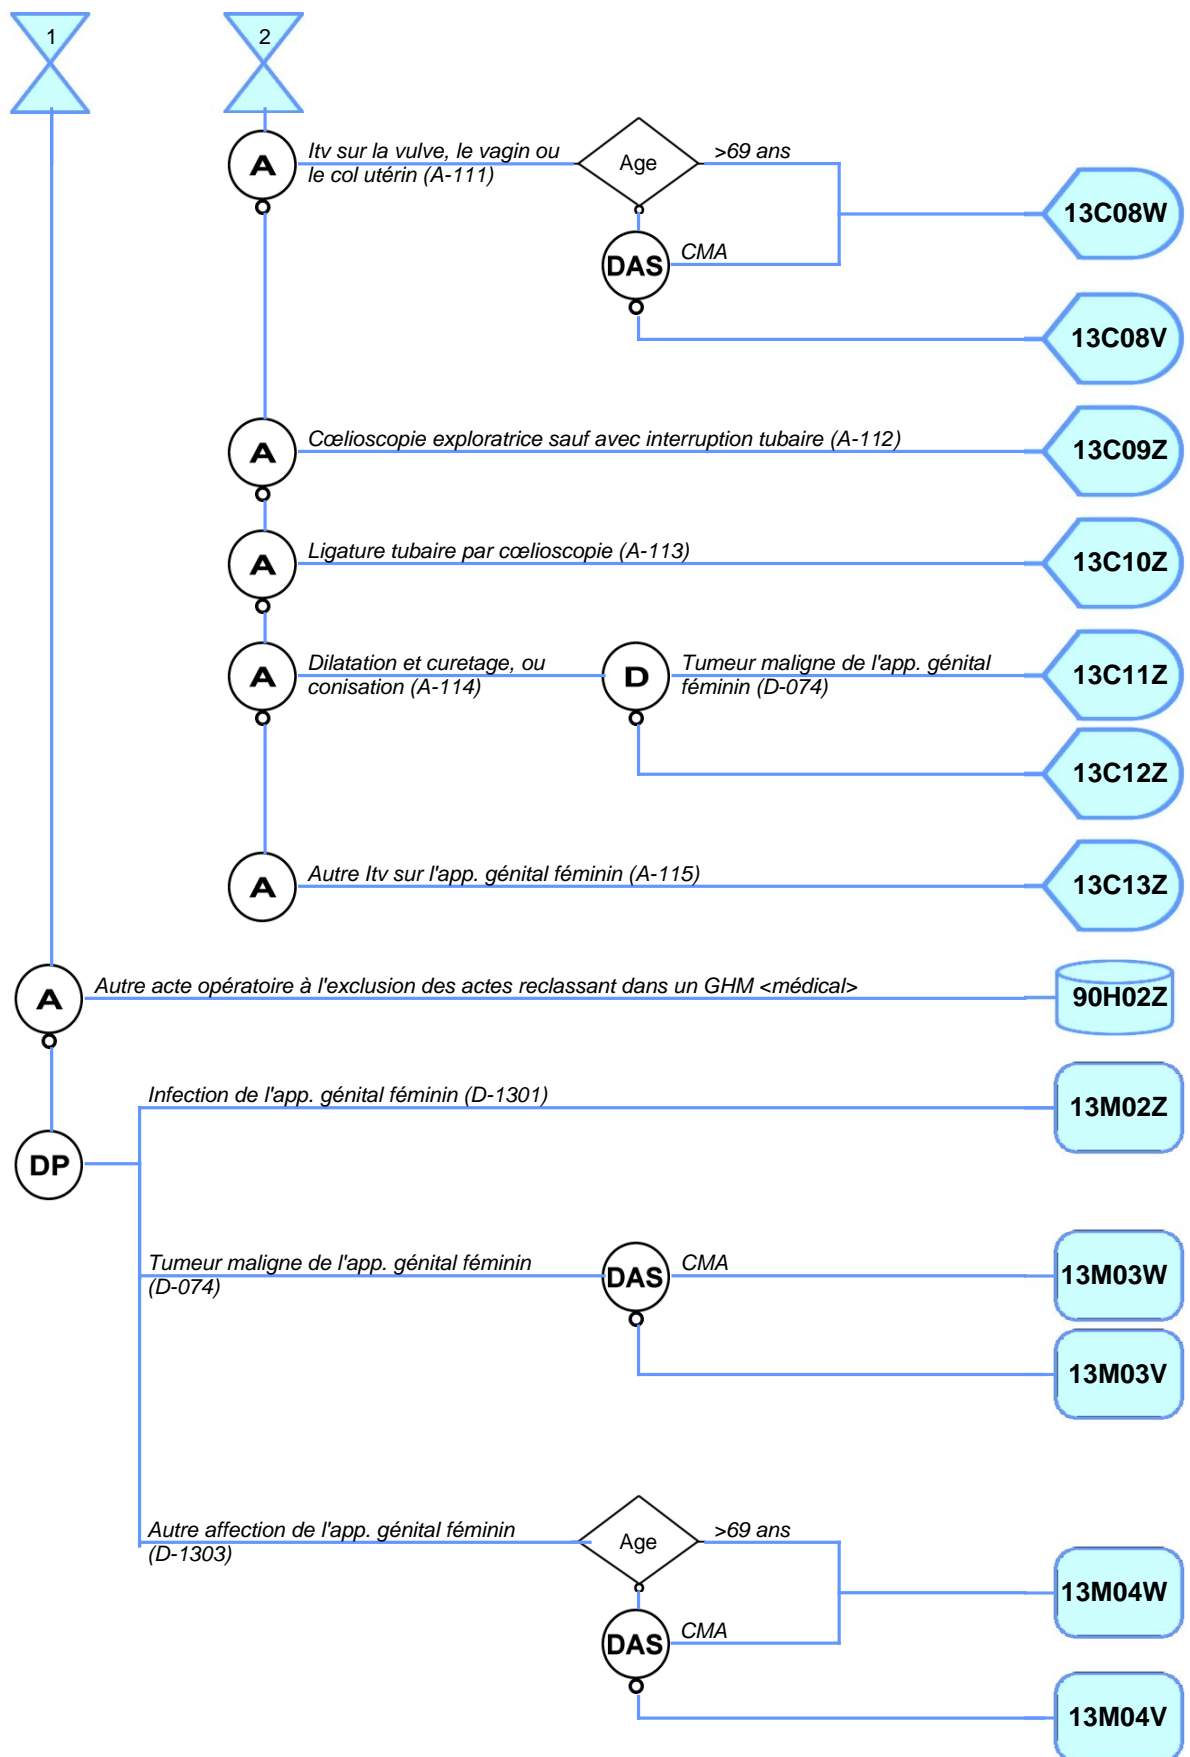 1
2
A
Itv sur la vulve, le vagin ou
le col utérin (A-111)
Age
>69 ans
13C08W
DAS
CMA
13C08V
A
Cœlioscopie exploratrice sauf avec interruption tubaire (A-112)
13C09Z
A
Ligature tubaire par cœlioscopie (A-113)
13C10Z
A
Dilatation et curetage, ou
conisation (A-114)
D
Tumeur maligne de l'app. génital
féminin (D-074)
13C11Z
13C12Z
A
Autre Itv sur l'app. génital féminin (A-115)
13C13Z
A
Autre acte opératoire à l'exclusion des actes reclassant dans un GHM <médical>
90H02Z
DP
Infection de l'app. génital féminin (D-1301)
13M02Z
Tumeur maligne de l'app. génital féminin
(D-074)
DAS
CMA
13M03W
13M03V
Autre affection de l'app. génital féminin
(D-1303)
Age
>69 ans
13M04W
DAS
CMA
13M04V